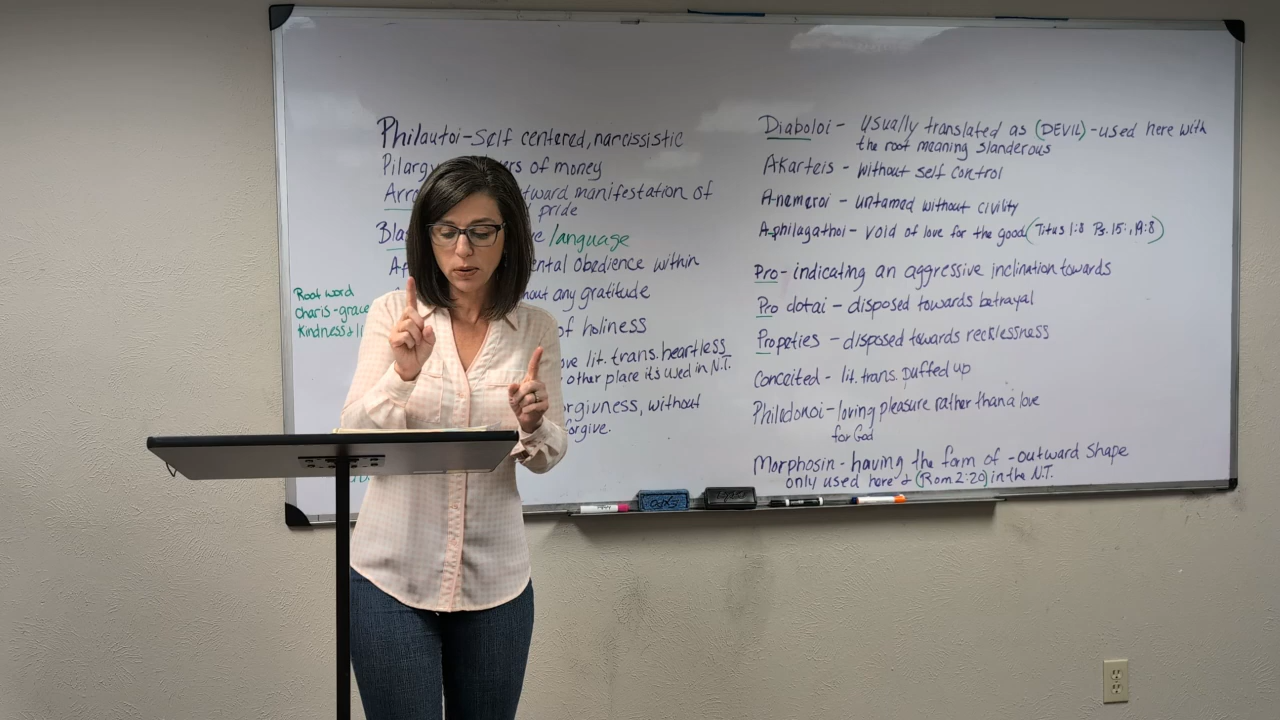 Philautoi - Self centered, narcissistic
Pilargy ers of money
Arro tward manifestation of
pride
Blas e language
Ap ental obedience within
hout any gratitude
Root word
Charis - grace
Kindness & li
of holiness
ove lit. trans. heartless
other place its used in N.T.
orgivness, without
forgive.
Diaboloi - Usually translated as (DEVIL) - used here with
the root meaning slanderous
Akarteis - without self control
Anemeroi - untamed without civility
Aphilagathoi - void of love for the good (Titus 1:8 Ps. 15:, 19:8)
Pro - indicating an aggressive inclination towards
Pro dotai - disposed towards betrayal
Propeties - disposed towards recklessness
Conceited - lit. trans. puffed up
Philedonoi - loving pleasure rather than a love
for God
Morphosin - having the form of - outward shape
only used here & (Rom 2:20) in the N.T.